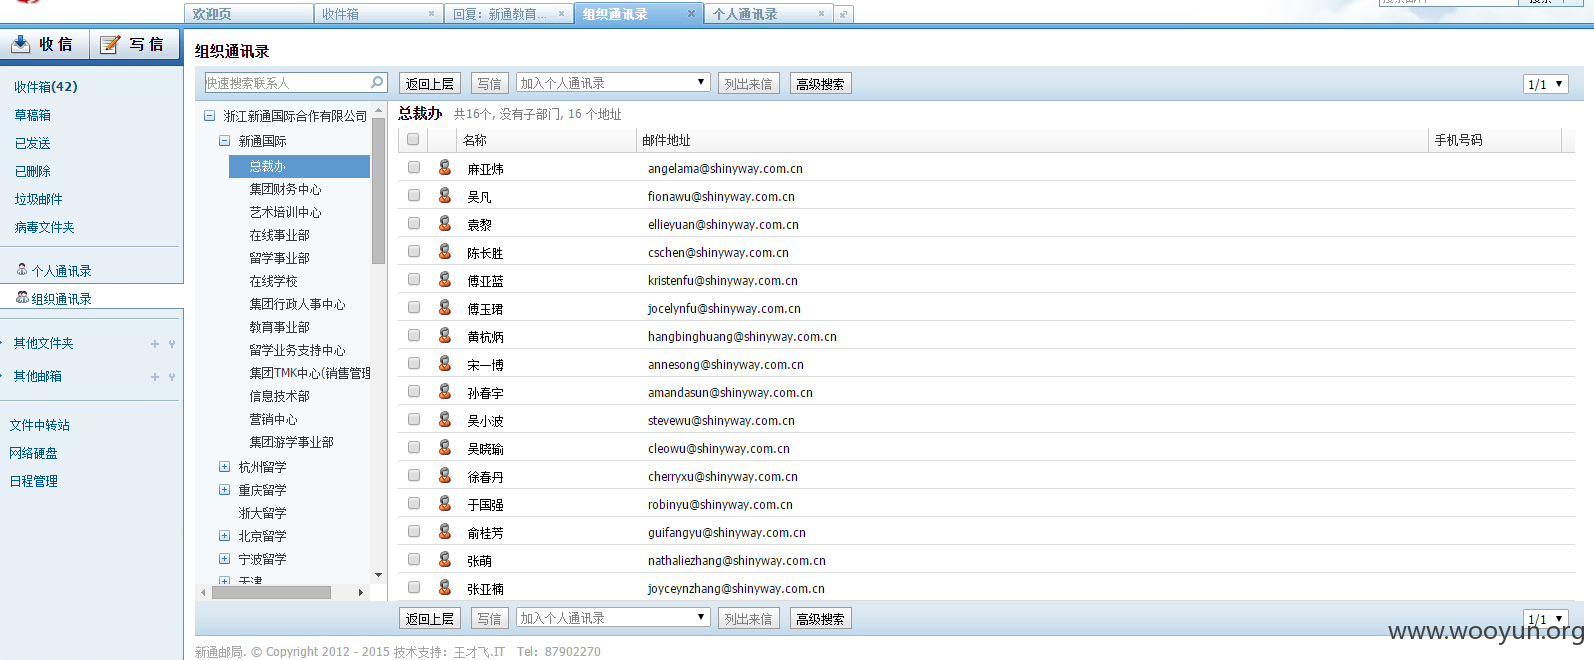 欢迎页 收件箱 回复：新通教育... 组织通讯录 个人通讯录
收信 写信
收件箱(42)
草稿箱
已发送
已删除
垃圾邮件
病毒文件夹
个人通讯录
组织通讯录
其他文件夹
其他邮箱
文件中转站
网络硬盘
日程管理
组织通讯录
快速搜索联系人 返回上层 写信 加入个人通讯录 列出来信 高级搜索 1/1
浙江新通国际合作有限公司
新通国际
总裁办
集团财务中心
艺术培训中心
在线事业部
留学事业部
在线学校
集团行政人事中心
教育事业部
留学业务支持中心
集团TMK中心(销售管理
信息技术部
营销中心
集团游学事业部
杭州留学
重庆留学
浙大留学
北京留学
宁波留学
天津
总裁办 共16个, 没有子部门, 16 个地址
名称 邮件地址 手机号码
麻亚炜 angelama@shinyway.com.cn
吴凡 fionawu@shinyway.com.cn
袁黎 ellieyuan@shinyway.com.cn
陈长胜 cschen@shinyway.com.cn
傅亚蓝 kristenfu@shinyway.com.cn
傅玉珺 jocelynfu@shinyway.com.cn
黄杭炳 hangbinghuang@shinyway.com.cn
宋一博 annesong@shinyway.com.cn
孙春宇 amandasun@shinyway.com.cn
吴小波 stevewu@shinyway.com.cn
吴晓瑜 cleowu@shinyway.com.cn
徐春丹 cherryxu@shinyway.com.cn
于国强 robinyu@shinyway.com.cn
俞桂芳 guifangyu@shinyway.com.cn
张萌 nathaliezhang@shinyway.com.cn
张亚楠 joyceynzhang@shinyway.com.cn
返回上层 写信 加入个人通讯录 列出来信 高级搜索 1/1
www.wooyun.org
新通邮局. © Copyright 2012 - 2015 技术支持：王才飞.IT Tel：87902270